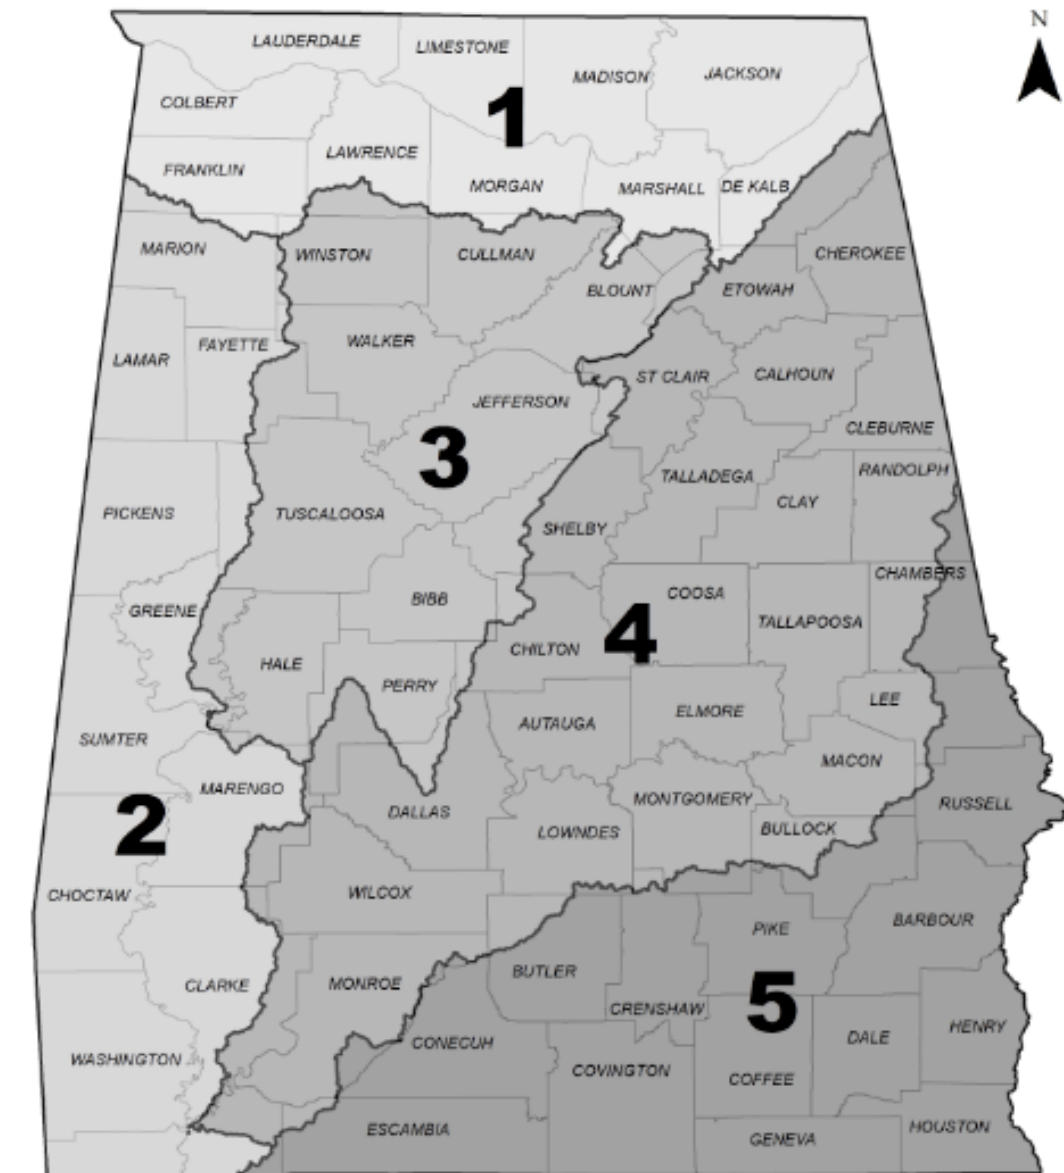 N
LAUDERDALE
LIMESTONE
MADISON
JACKSON
COLBERT
1
LAWRENCE
FRANKLIN
MORGAN
MARSHALL
DE KALB
MARION
WINSTON
CULLMAN
CHEROKEE
BLOUNT
ETOWAH
LAMAR
FAYETTE
WALKER
ST CLAIR
CALHOUN
JEFFERSON
CLEBURNE
3
RANDOLPH
TALLADEGA
CLAY
PICKENS
TUSCALOOSA
SHELBY
CHAMBERS
COOSA
BIBB
GREENE
TALLAPOOSA
4
CHILTON
HALE
PERRY
LEE
ELMORE
AUTAUGA
SUMTER
MACON
MARENGO
MONTGOMERY
RUSSELL
DALLAS
2
LOWNDES
BULLOCK
CHOCTAW
WILCOX
BARBOUR
PIKE
BUTLER
CLARKE
MONROE
5
CRENSHAW
HENRY
DALE
CONECUH
WASHINGTON
COVINGTON
COFFEE
ESCAMBIA
HOUSTON
GENEVA